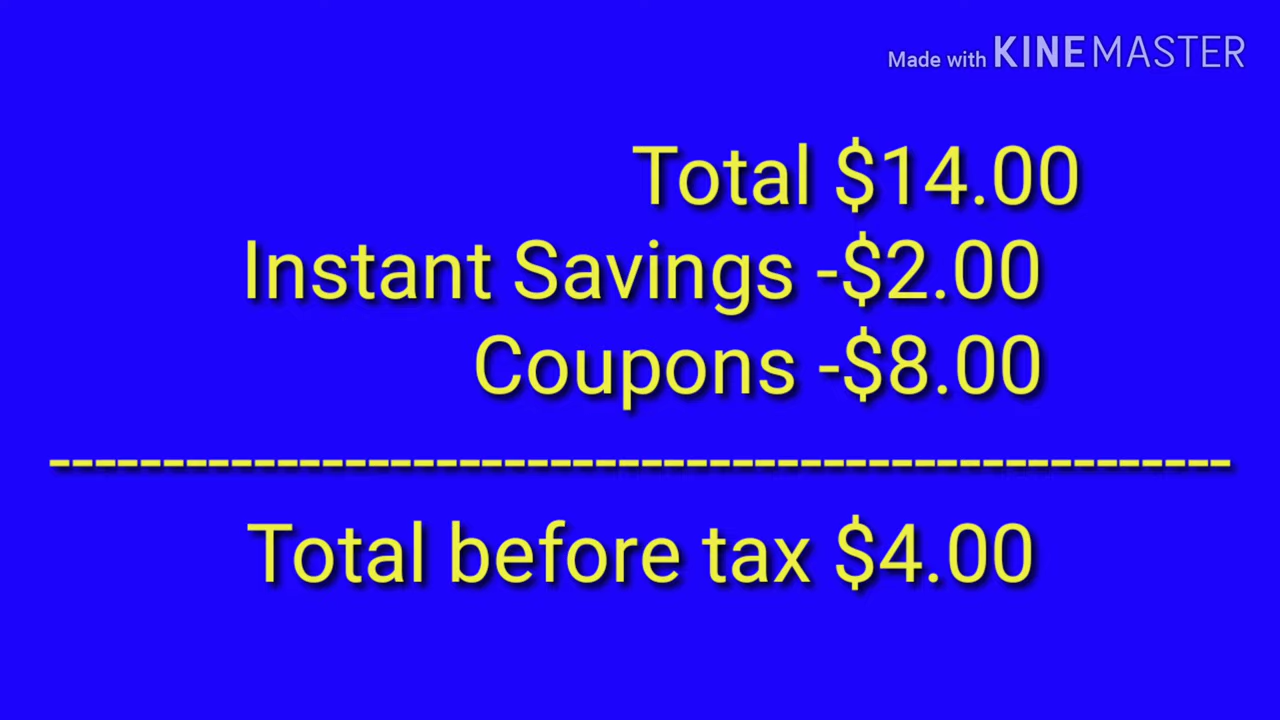 Made with KINEMASTER
Total $14.00
Instant Savings -$2.00
Coupons -$8.00
----------------------------------------------------
Total before tax $4.00